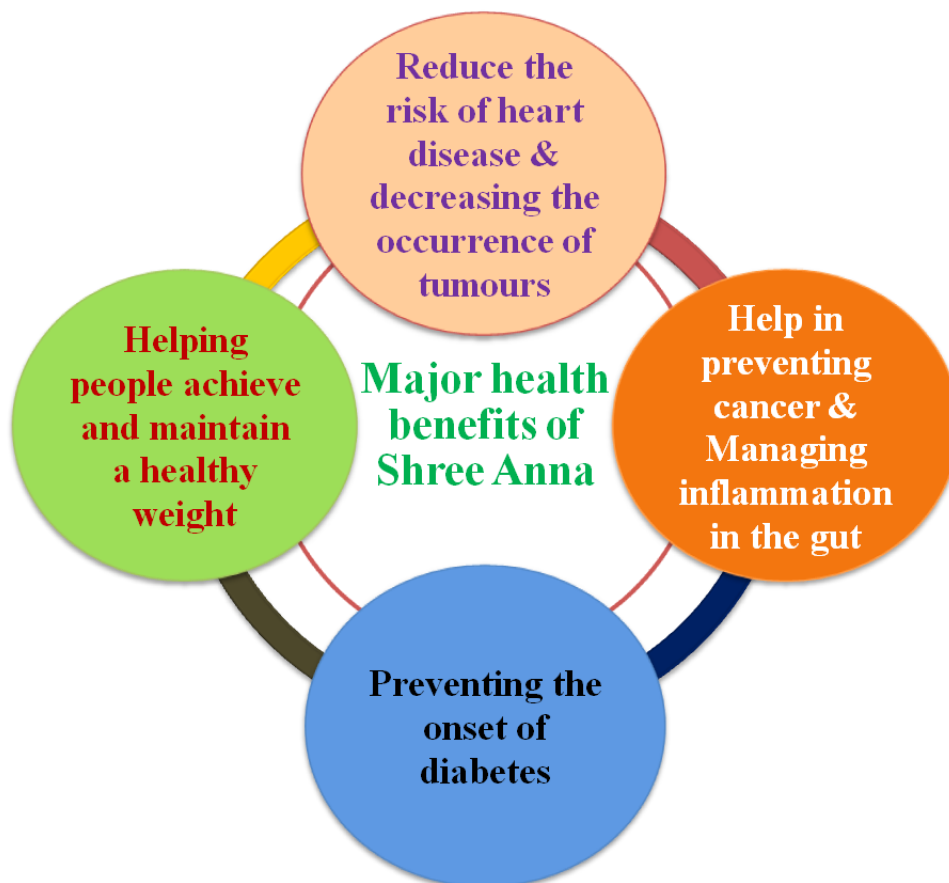 Reduce the
risk of heart
disease &
decreasing the
occurrence of
tumours
Helping
people achieve
and maintain
a healthy
weight
Major health
benefits of
Shree Anna
Help in
preventing
cancer &
Managing
inflammation
in the gut
Preventing the
onset of
diabetes